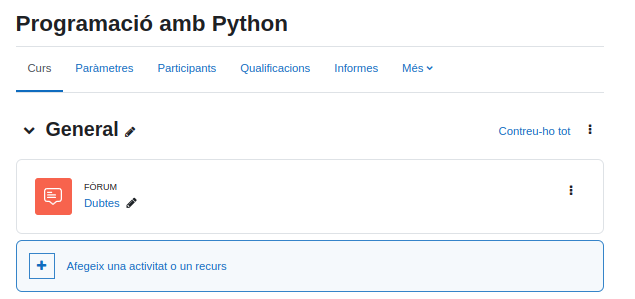 Programació amb Python
Curs Paràmetres Participants Qualificacions Informes Més
General Contreu-ho tot
FÒRUM
Dubtes
Afegeix una activitat o un recurs